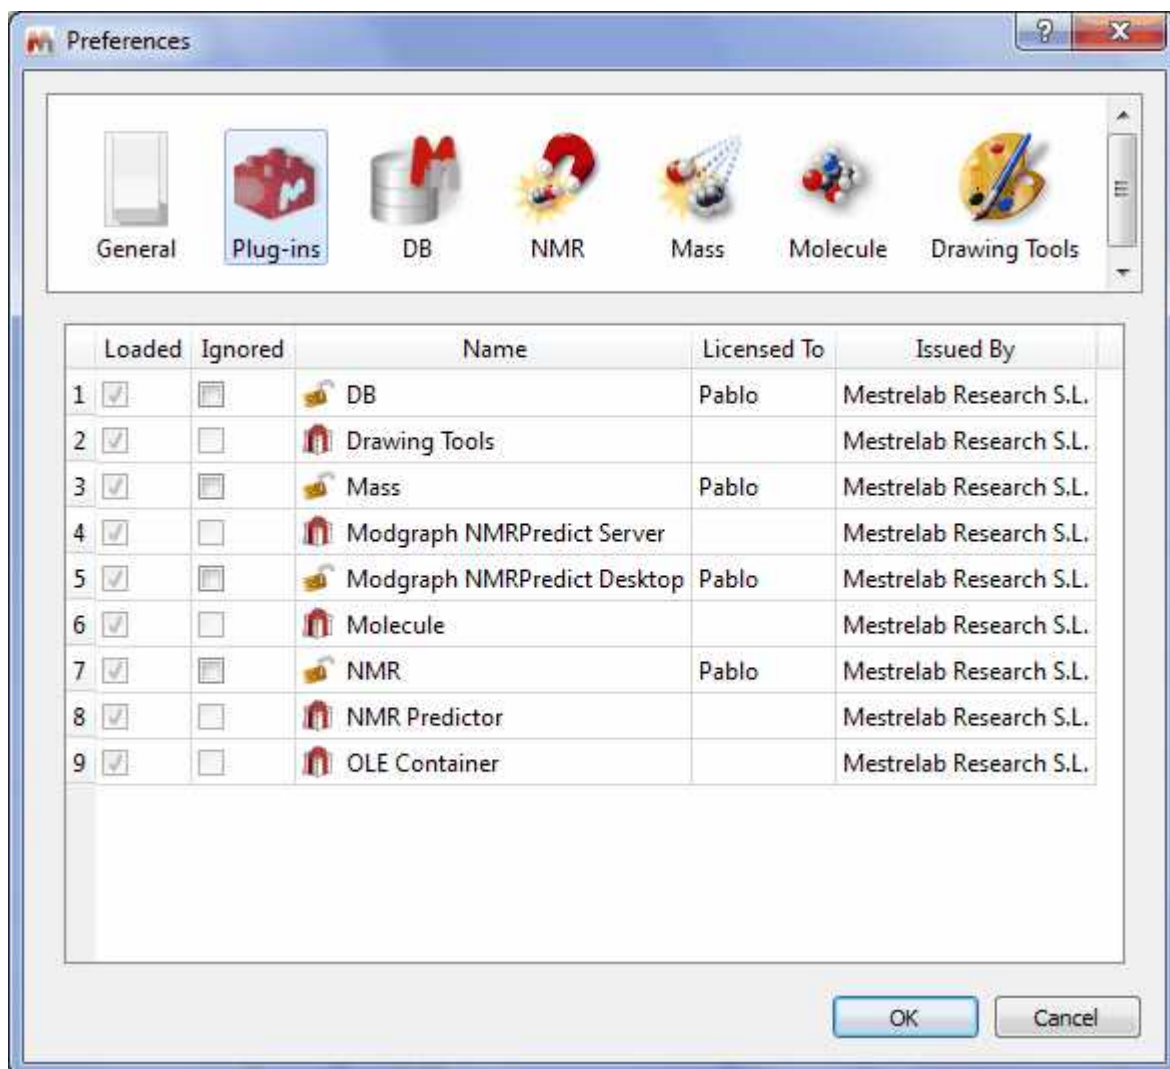 Preferences
General Plug-ins DB NMR Mass Molecule Drawing Tools
Loaded Ignored Name Licensed To Issued By
1 DB Pablo Mestrelab Research S.L.
2 Drawing Tools Mestrelab Research S.L.
3 Mass Pablo Mestrelab Research S.L.
4 Modgraph NMRPredict Server Mestrelab Research S.L.
5 Modgraph NMRPredict Desktop Pablo Mestrelab Research S.L.
6 Molecule Mestrelab Research S.L.
7 NMR Pablo Mestrelab Research S.L.
8 NMR Predictor Mestrelab Research S.L.
9 OLE Container Mestrelab Research S.L.
OK Cancel